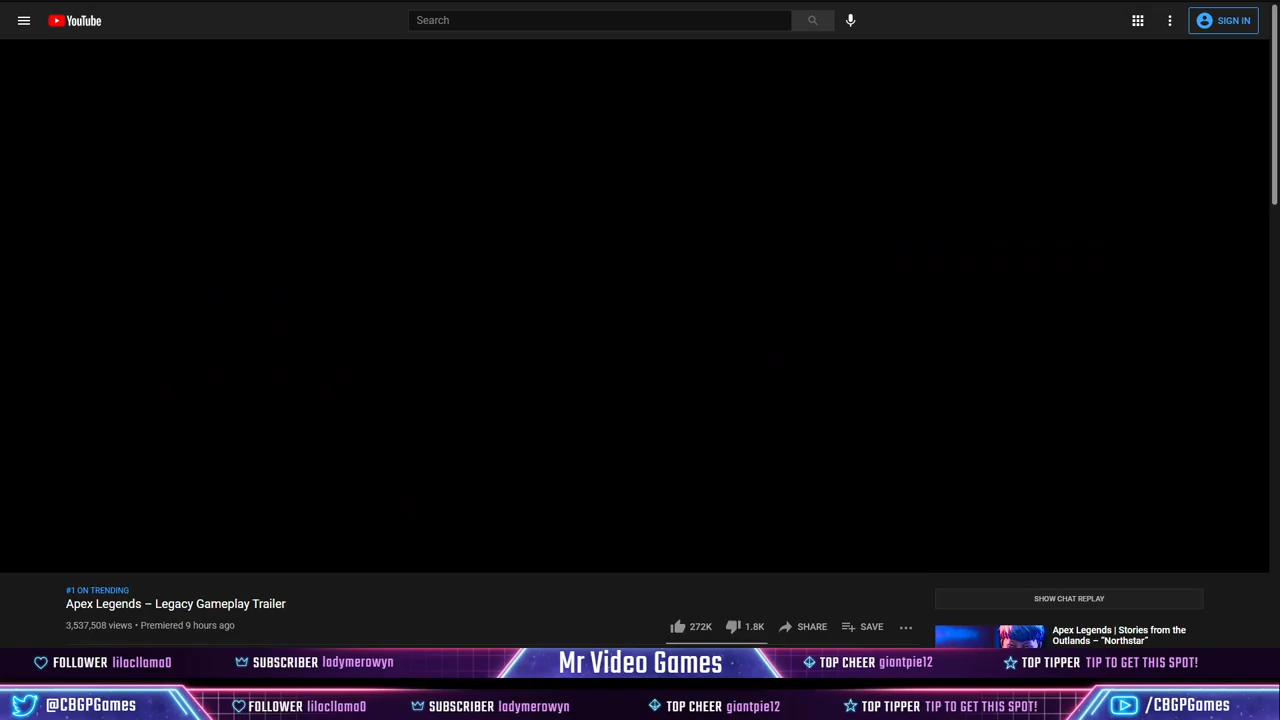 YouTube
Search
SIGN IN
#1 ON TRENDING
Apex Legends – Legacy Gameplay Trailer
3,537,508 views • Premiered 9 hours ago
272K
1.8K
SHARE
SAVE
SHOW CHAT REPLAY
Apex Legends | Stories from the
Outlands – “Northstar”
FOLLOWER lilacllama0
SUBSCRIBER ladymerowyn
Mr Video Games
TOP CHEER giantpie12
TOP TIPPER TIP TO GET THIS SPOT!
@CBGPGames
FOLLOWER lilacllama0
SUBSCRIBER ladymerowyn
TOP CHEER giantpie12
TOP TIPPER TIP TO GET THIS SPOT!
/CBGPGames